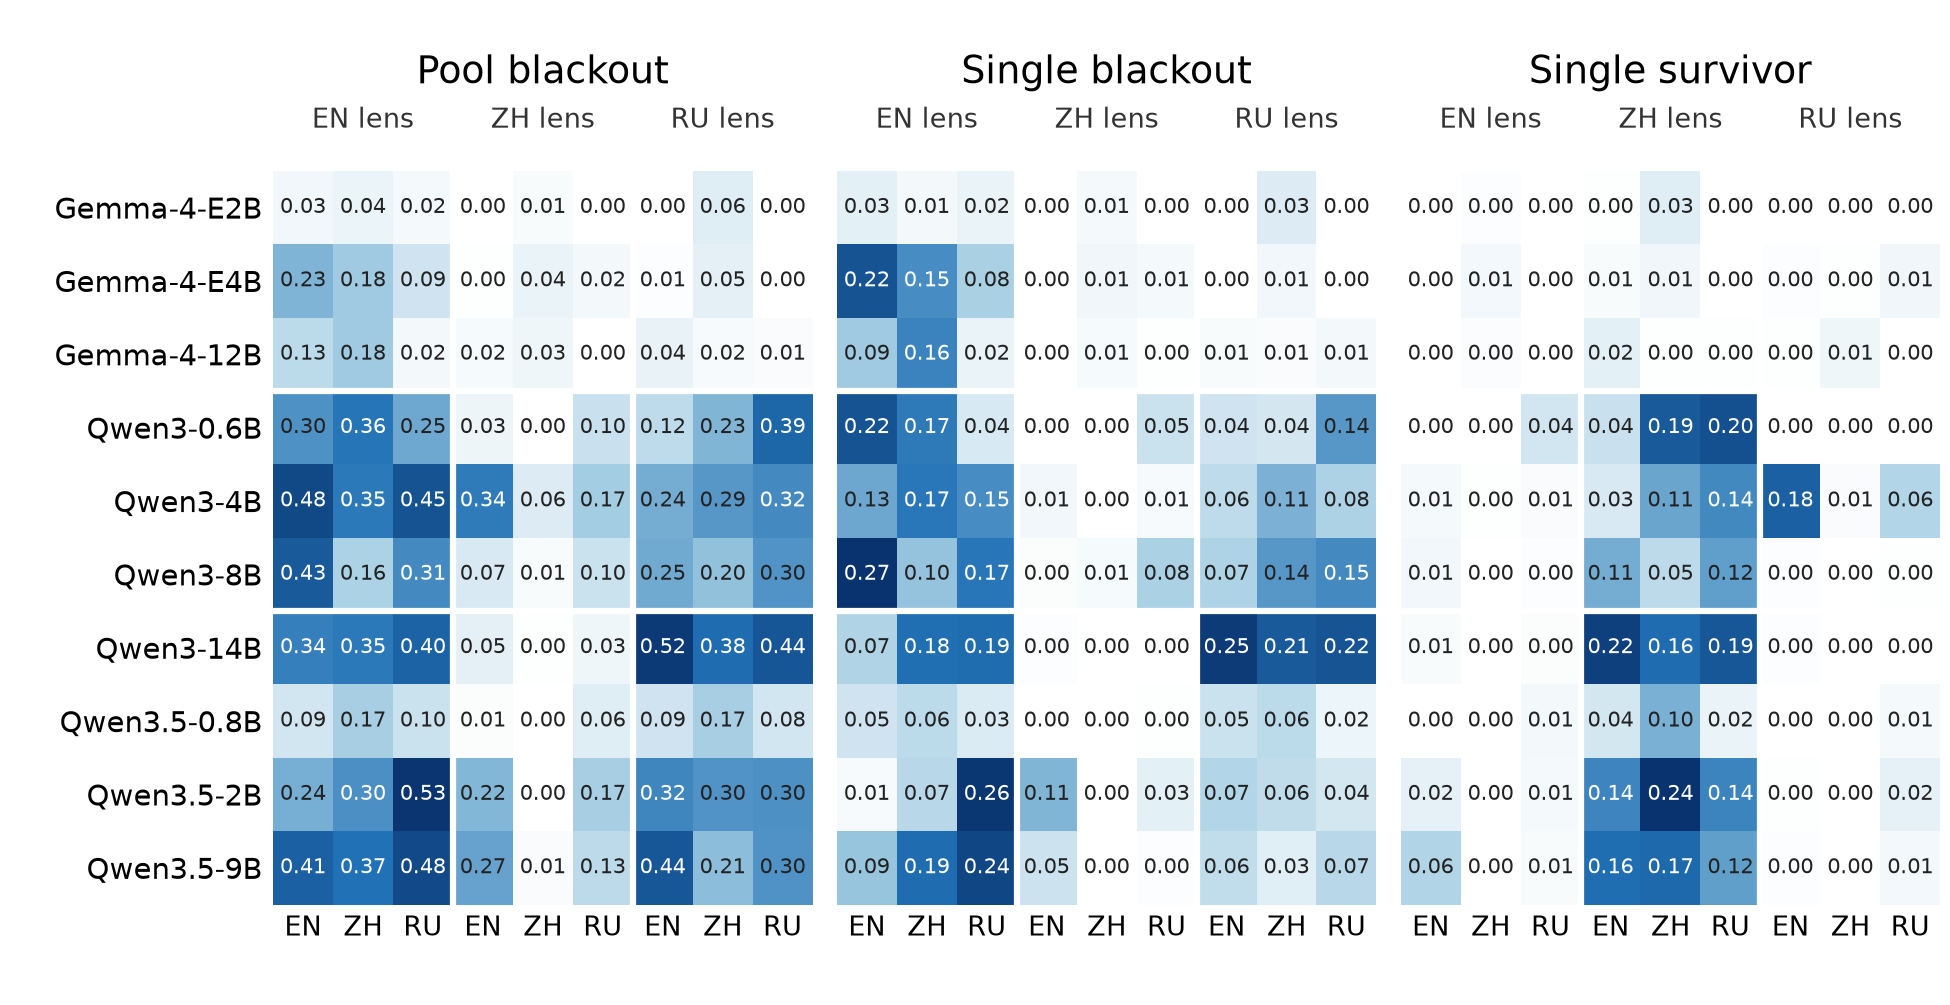 Pool blackout Single blackout Single survivor
EN lens ZH lens RU lens EN lens ZH lens RU lens EN lens ZH lens RU lens
Gemma-4-E2B 0.03 0.04 0.02 0.00 0.01 0.00 0.00 0.06 0.00 0.03 0.01 0.02 0.00 0.01 0.00 0.00 0.03 0.00 0.00 0.00 0.00 0.00 0.03 0.00 0.00 0.00 0.00
Gemma-4-E4B 0.23 0.18 0.09 0.00 0.04 0.02 0.01 0.05 0.00 0.22 0.15 0.08 0.00 0.01 0.01 0.00 0.01 0.00 0.00 0.01 0.00 0.01 0.01 0.00 0.00 0.00 0.01
Gemma-4-12B 0.13 0.18 0.02 0.02 0.03 0.00 0.04 0.02 0.01 0.09 0.16 0.02 0.00 0.01 0.00 0.01 0.01 0.01 0.00 0.00 0.00 0.02 0.00 0.00 0.00 0.01 0.00
Qwen3-0.6B 0.30 0.36 0.25 0.03 0.00 0.10 0.12 0.23 0.39 0.22 0.17 0.04 0.00 0.00 0.05 0.04 0.04 0.14 0.00 0.00 0.04 0.04 0.19 0.20 0.00 0.00 0.00
Qwen3-4B 0.48 0.35 0.45 0.34 0.06 0.17 0.24 0.29 0.32 0.13 0.17 0.15 0.01 0.00 0.01 0.06 0.11 0.08 0.01 0.00 0.01 0.03 0.11 0.14 0.18 0.01 0.06
Qwen3-8B 0.43 0.16 0.31 0.07 0.01 0.10 0.25 0.20 0.30 0.27 0.10 0.17 0.00 0.01 0.08 0.07 0.14 0.15 0.01 0.00 0.00 0.11 0.05 0.12 0.00 0.00 0.00
Qwen3-14B 0.34 0.35 0.40 0.05 0.00 0.03 0.52 0.38 0.44 0.07 0.18 0.19 0.00 0.00 0.00 0.25 0.21 0.22 0.01 0.00 0.00 0.22 0.16 0.19 0.00 0.00 0.00
Qwen3.5-0.8B 0.09 0.17 0.10 0.01 0.00 0.06 0.09 0.17 0.08 0.05 0.06 0.03 0.00 0.00 0.00 0.05 0.06 0.02 0.00 0.00 0.01 0.04 0.10 0.02 0.00 0.00 0.01
Qwen3.5-2B 0.24 0.30 0.53 0.22 0.00 0.17 0.32 0.30 0.30 0.01 0.07 0.26 0.11 0.00 0.03 0.07 0.06 0.04 0.02 0.00 0.01 0.14 0.24 0.14 0.00 0.00 0.02
Qwen3.5-9B 0.41 0.37 0.48 0.27 0.01 0.13 0.44 0.21 0.30 0.09 0.19 0.24 0.05 0.00 0.00 0.06 0.03 0.07 0.06 0.00 0.01 0.16 0.17 0.12 0.00 0.00 0.01
EN ZH RU EN ZH RU EN ZH RU EN ZH RU EN ZH RU EN ZH RU EN ZH RU EN ZH RU EN ZH RU